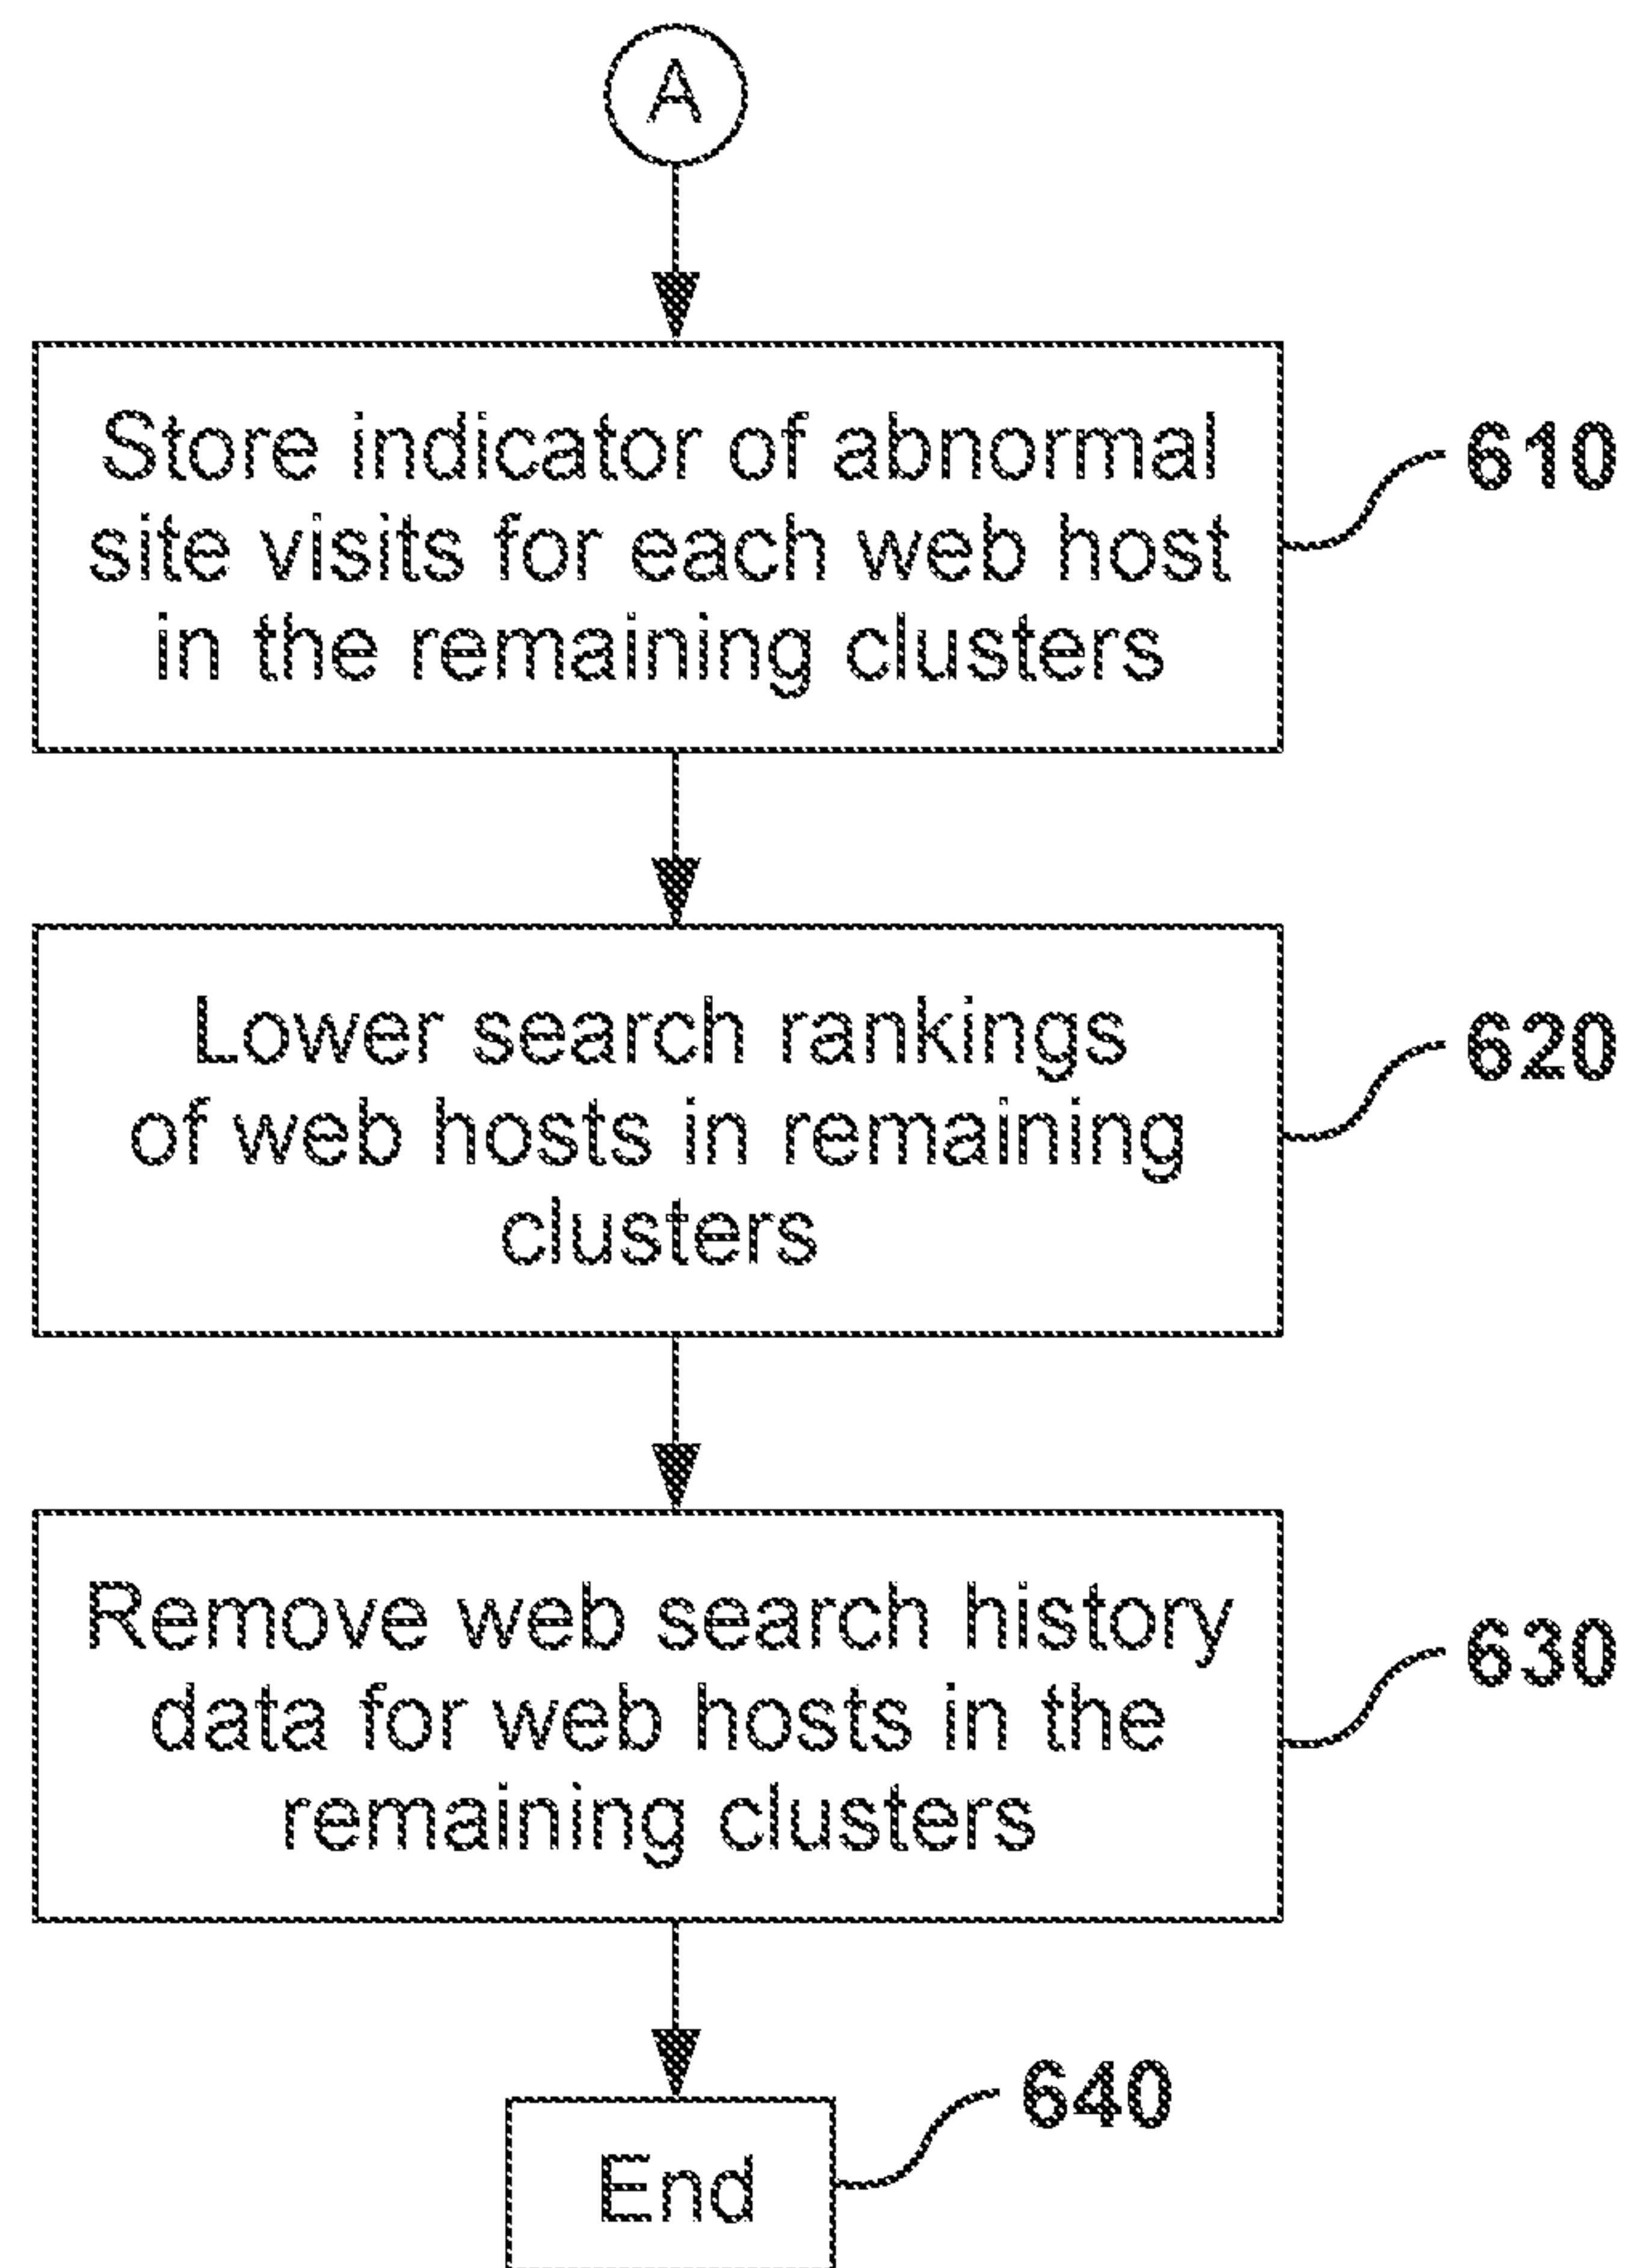 A
Store indicator of abnormal
site visits for each web host
in the remaining clusters
610
Lower search rankings
of web hosts in remaining
clusters
620
Remove web search history
data for web hosts in the
remaining clusters
630
End
640